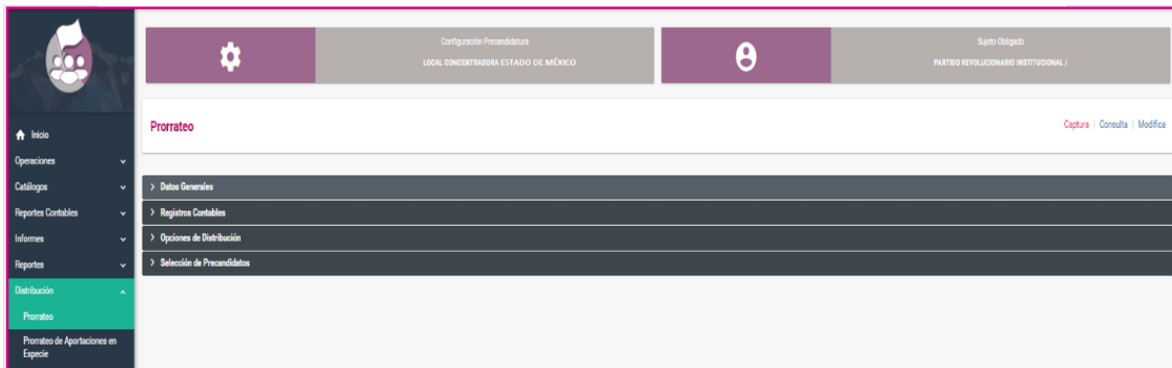 Configuración Precandidatura
LOCAL CONCENTRADORA ESTADO DE MÉXICO
Sujeto Obligado
PARTIDO REVOLUCIONARIO INSTITUCIONAL /
Inicio
Operaciones
Catálogos
Reportes Contables
Informes
Reportes
Distribución
Prorrateo
Prorrateo de Aportaciones en
Especie
Prorrateo
Captura | Consulta | Modifica
> Datos Generales
> Registros Contables
> Opciones de Distribución
> Selección de Precandidatos